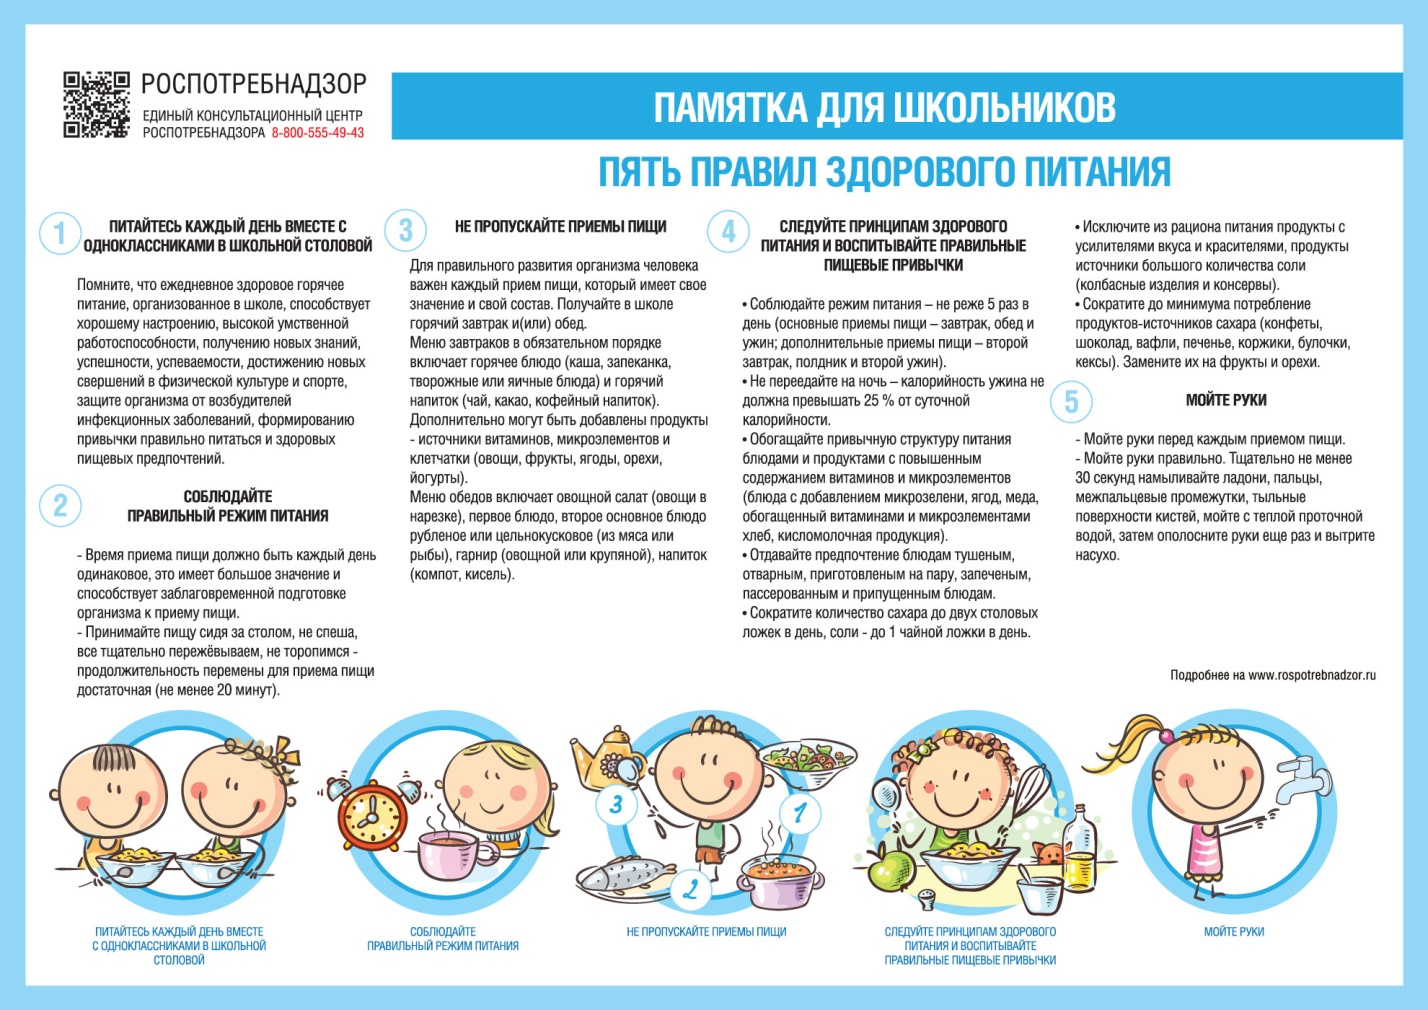 РОСПОТРЕБНАДЗОР
ЕДИНЫЙ КОНСУЛЬТАЦИОННЫЙ ЦЕНТР
РОСПОТРЕБНАДЗОРА 8-800-555-49-43
ПАМЯТКА ДЛЯ ШКОЛЬНИКОВ
ПЯТЬ ПРАВИЛ ЗДОРОВОГО ПИТАНИЯ
1
ПИТАЙТЕСЬ КАЖДЫЙ ДЕНЬ ВМЕСТЕ С
ОДНОКЛАССНИКАМИ В ШКОЛЬНОЙ СТОЛОВОЙ
Помните, что ежедневное здоровое горячее
питание, организованное в школе, способствует
хорошему настроению, высокой умственной
работоспособности, получению новых знаний,
успешности, успеваемости, достижению новых
свершений в физической культуре и спорте,
защите организма от возбудителей
инфекционных заболеваний, формированию
привычки правильно питаться и здоровых
пищевых предпочтений.
2
СОБЛЮДАЙТЕ
ПРАВИЛЬНЫЙ РЕЖИМ ПИТАНИЯ
- Время приема пищи должно быть каждый день
одинаковое, это имеет большое значение и
способствует заблаговременной подготовке
организма к приему пищи.
- Принимайте пищу сидя за столом, не спеша,
все тщательно пережёвываем, не торопимся -
продолжительность перемены для приема пищи
достаточная (не менее 20 минут).
3
НЕ ПРОПУСКАЙТЕ ПРИЕМЫ ПИЩИ
Для правильного развития организма человека
важен каждый прием пищи, который имеет свое
значение и свой состав. Получайте в школе
горячий завтрак и(или) обед.
Меню завтраков в обязательном порядке
включает горячее блюдо (каша, запеканка,
творожные или яичные блюда) и горячий
напиток (чай, какао, кофейный напиток).
Дополнительно могут быть добавлены продукты
- источники витаминов, микроэлементов и
клетчатки (овощи, фрукты, ягоды, орехи,
йогурты).
Меню обедов включает овощной салат (овощи в
нарезке), первое блюдо, второе основное блюдо
рубленое или цельнокусковое (из мяса или
рыбы), гарнир (овощной или крупяной), напиток
(компот, кисель).
4
СЛЕДУЙТЕ ПРИНЦИПАМ ЗДОРОВОГО
ПИТАНИЯ И ВОСПИТЫВАЙТЕ ПРАВИЛЬНЫЕ
ПИЩЕВЫЕ ПРИВЫЧКИ
• Соблюдайте режим питания – не реже 5 раз в
день (основные приемы пищи – завтрак, обед и
ужин; дополнительные приемы пищи – второй
завтрак, полдник и второй ужин).
• Не переедайте на ночь – калорийность ужина не
должна превышать 25 % от суточной
калорийности.
• Обогащайте привычную структуру питания
блюдами и продуктами с повышенным
содержанием витаминов и микроэлементов
(блюда с добавлением микрозелени, ягод, меда,
обогащенный витаминами и микроэлементами
хлеб, кисломолочная продукция).
• Отдавайте предпочтение блюдам тушеным,
отварным, приготовленым на пару, запеченым,
пассерованным и припущенным блюдам.
• Сократите количество сахара до двух столовых
ложек в день, соли - до 1 чайной ложки в день.
• Исключите из рациона питания продукты с
усилителями вкуса и красителями, продукты
источники большого количества соли
(колбасные изделия и консервы).
• Сократите до минимума потребление
продуктов-источников сахара (конфеты,
шоколад, вафли, печенье, коржики, булочки,
кексы). Замените их на фрукты и орехи.
5
МОЙТЕ РУКИ
- Мойте руки перед каждым приемом пищи.
- Мойте руки правильно. Тщательно не менее
30 секунд намыливайте ладони, пальцы,
межпальцевые промежутки, тыльные
поверхности кистей, мойте с теплой проточной
водой, затем ополосните руки еще раз и вытрите
насухо.
Подробнее на www.rospotrebnadzor.ru
3
1
2
ПИТАЙТЕСЬ КАЖДЫЙ ДЕНЬ ВМЕСТЕ
С ОДНОКЛАССНИКАМИ В ШКОЛЬНОЙ
СТОЛОВОЙ
СОБЛЮДАЙТЕ
ПРАВИЛЬНЫЙ РЕЖИМ ПИТАНИЯ
НЕ ПРОПУСКАЙТЕ ПРИЕМЫ ПИЩИ
СЛЕДУЙТЕ ПРИНЦИПАМ ЗДОРОВОГО
ПИТАНИЯ И ВОСПИТЫВАЙТЕ
ПРАВИЛЬНЫЕ ПИЩЕВЫЕ ПРИВЫЧКИ
МОЙТЕ РУКИ